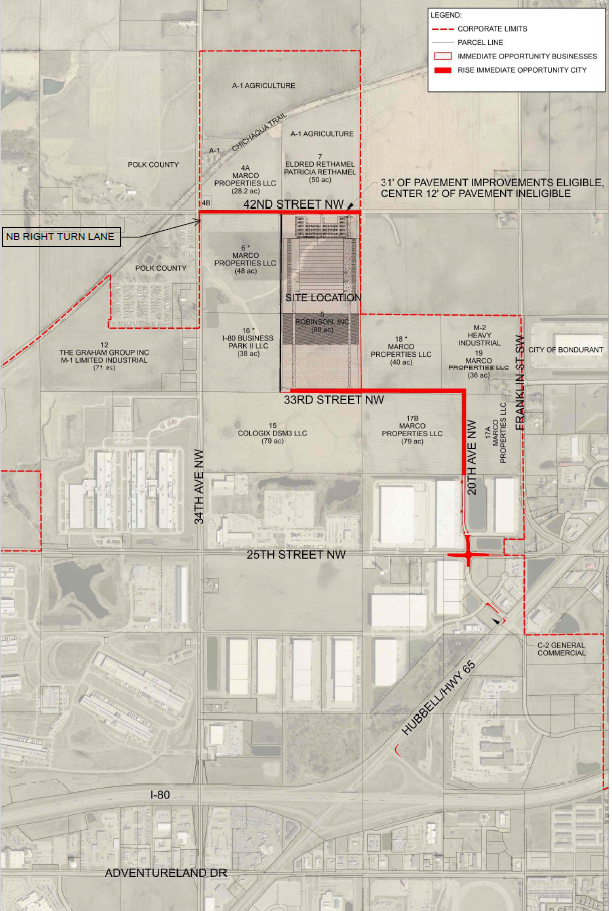 LEGEND:
CORPORATE LIMITS
PARCEL LINE
IMMEDIATE OPPORTUNITY BUSINESSES
RISE IMMEDIATE OPPORTUNITY CITY
A-1 AGRICULTURE
CHICHAQUA TRAIL
A-1 AGRICULTURE
A-1
POLK COUNTY
4A
MARCO
PROPERTIES LLC
(28.2 ac)
7
ELDRED RETHAMEL
PATRICIA RETHAMEL
(50 ac)
31' OF PAVEMENT IMPROVEMENTS ELIGIBLE,
CENTER 12' OF PAVEMENT INELIGIBLE
4B
42ND STREET NW
NB RIGHT TURN LANE
POLK COUNTY
6 *
MARCO
PROPERTIES LLC
(48 ac)
SITE LOCATION
ROBINSON, INC
16 *
I-80 BUSINESS
PARK II LLC
(38 ac)
18 *
MARCO
PROPERTIES LLC
(40 ac)
M-2
HEAVY
INDUSTRIAL
19
MARCO
PROPERTIES LLC
(36 ac)
CITY OF BONDURANT
FRANKLIN ST SW
12
THE GRAHAM GROUP INC
M-1 LIMITED INDUSTRIAL
(71 ac)
33RD STREET NW
15
COLOGIX DSM3 LLC
(79 ac)
17B
MARCO
PROPERTIES LLC
(79 ac)
17A
MARCO
PROPERTIES LLC
20TH AVE NW
34TH AVE NW
25TH STREET NW
C-2 GENERAL
COMMERCIAL
HUBBELL/HWY 65
I-80
ADVENTURELAND DR